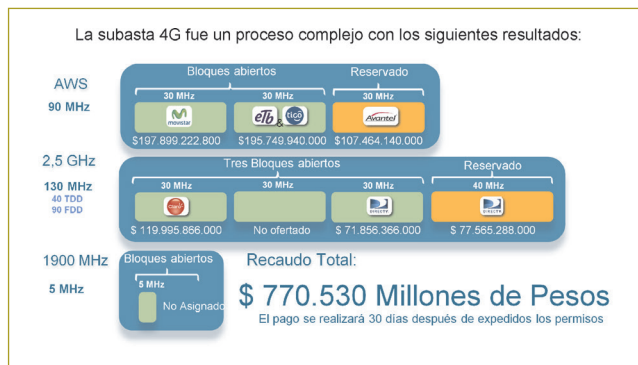 La subasta 4G fue un proceso complejo con los siguientes resultados:
AWS
90 MHz
Bloques abiertos
Reservado
30 MHz
30 MHz
30 MHz
movistar
eTb & tigo
Avantel
$197.899.222.800
$195.749.940.000
$107.464.140.000
2,5 GHz
130 MHz
40 TDD
90 FDD
Tres Bloques abiertos
Reservado
30 MHz
30 MHz
30 MHz
40 MHz
Claro
DIRECTV
DIRECTV
$ 119.995.866.000
No ofertado
$ 71.856.366.000
$ 77.565.288.000
1900 MHz
5 MHz
Bloques abiertos
5 MHz
No Asignado
Recaudo Total:
$ 770.530 Millones de Pesos
El pago se realizará 30 días después de expedidos los permisos